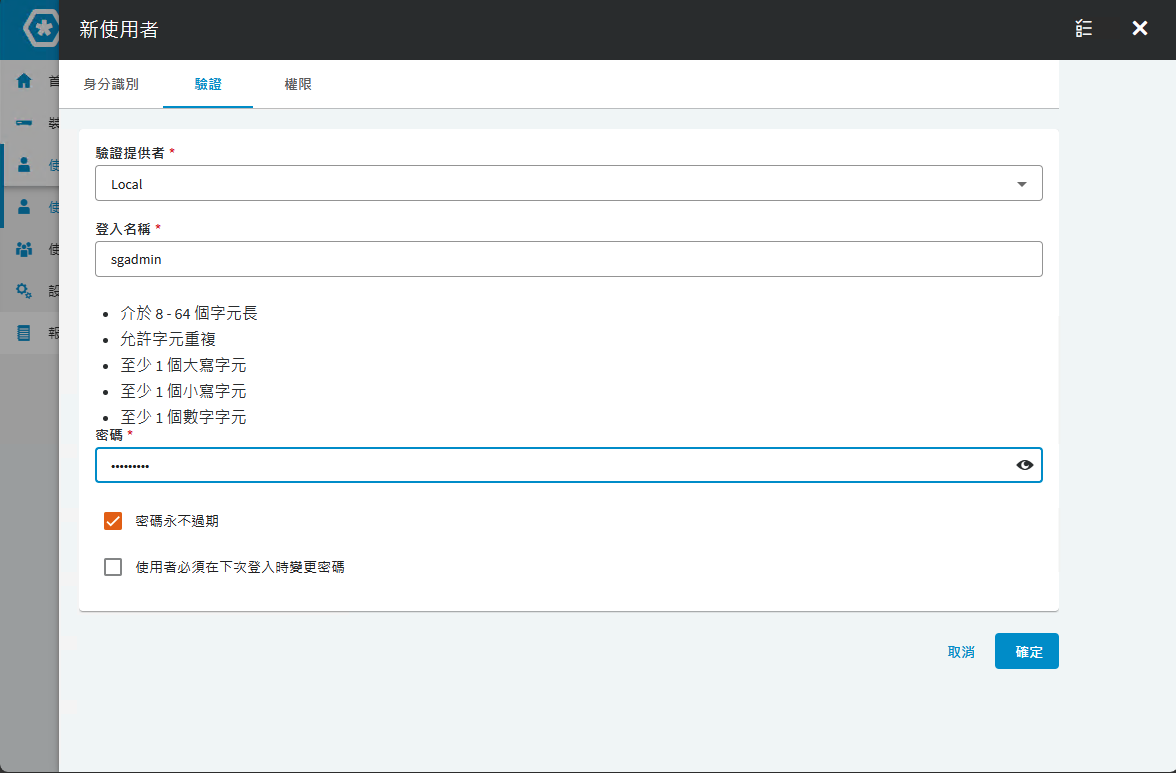 新使用者
身分識別
驗證
權限
首
裝
使
使
使
設
報
驗證提供者 *
Local
登入名稱 *
sgadmin
• 介於 8 - 64 個字元長
• 允許字元重複
• 至少 1 個大寫字元
• 至少 1 個小寫字元
• 至少 1 個數字字元
密碼 *
•••••••••
密碼永不過期
使用者必須在下次登入時變更密碼
取消
確定